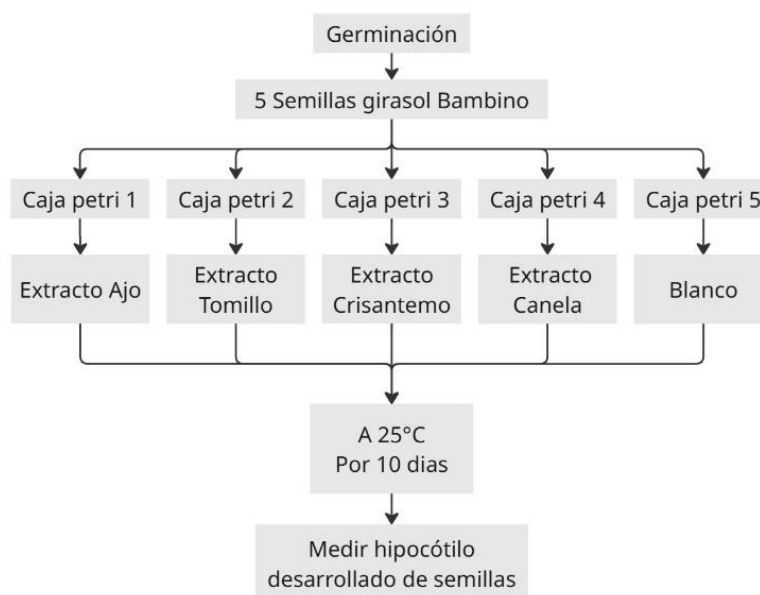 Germinación
5 Semillas girasol Bambino
Caja petri 1
Caja petri 2
Caja petri 3
Caja petri 4
Caja petri 5
Extracto Ajo
Extracto
Tomillo
Extracto
Crisantemo
Extracto
Canela
Blanco
A 25°C
Por 10 dias
Medir hipocótilo
desarrollado de semillas